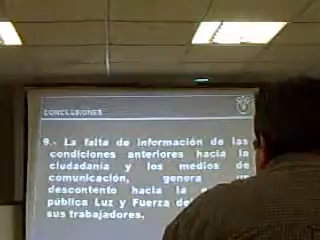 CONCLUSIONES
9.- La falta de información de las
condiciones anteriores hacia la
ciudadanía y los medios de
comunicación, genera un
descontento hacia la
pública Luz y Fuerza
sus trabajadores.